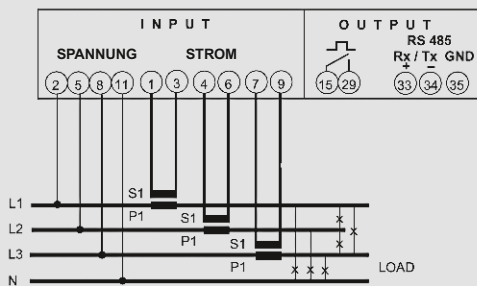 INPUT
OUTPUT
SPANNUNG
STROM
RS 485
Rx / Tx GND
+ −
2 5 8 11 1 3 4 6 7 9 15 29 33 34 35
S1
L1
P1
S1
L2
P1
S1
L3
P1
LOAD
N